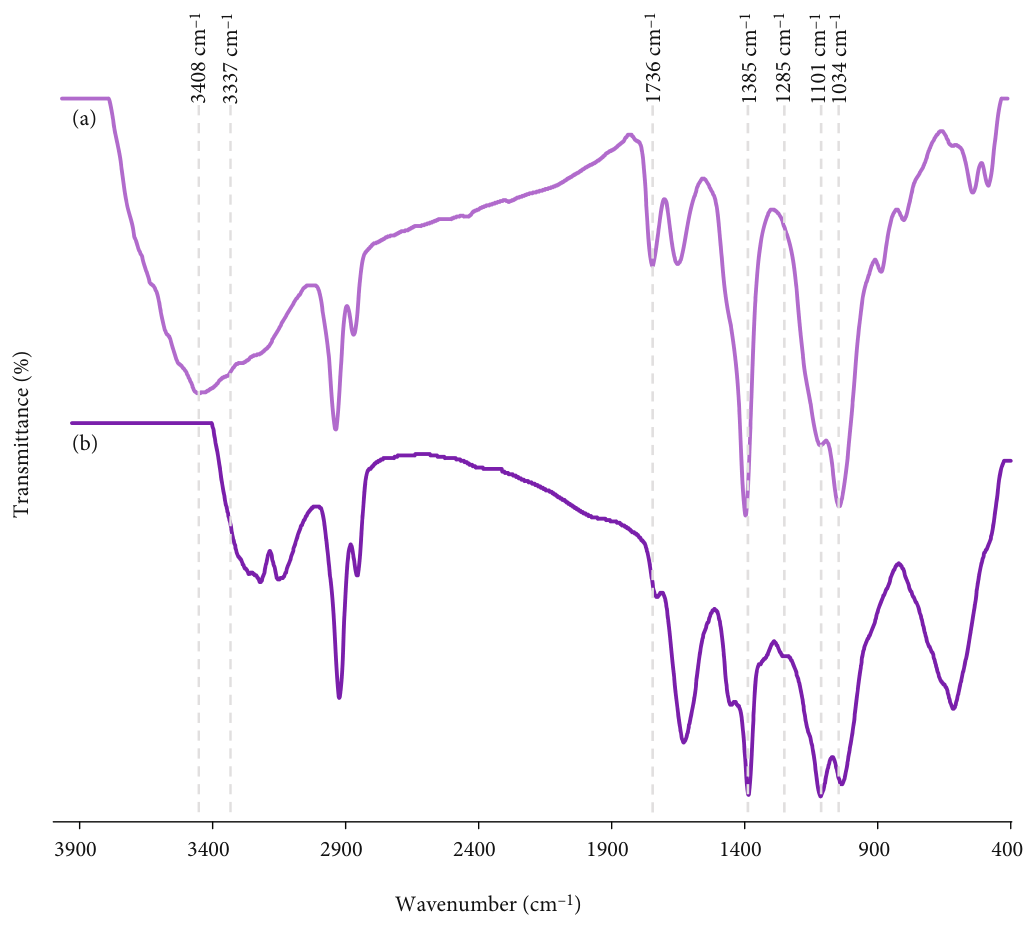 3408 cm⁻¹
3337 cm⁻¹
1736 cm⁻¹
1385 cm⁻¹
1285 cm⁻¹
1101 cm⁻¹
1034 cm⁻¹
(a)
(b)
Transmittance (%)
3900 3400 2900 2400 1900 1400 900 400
Wavenumber (cm⁻¹)